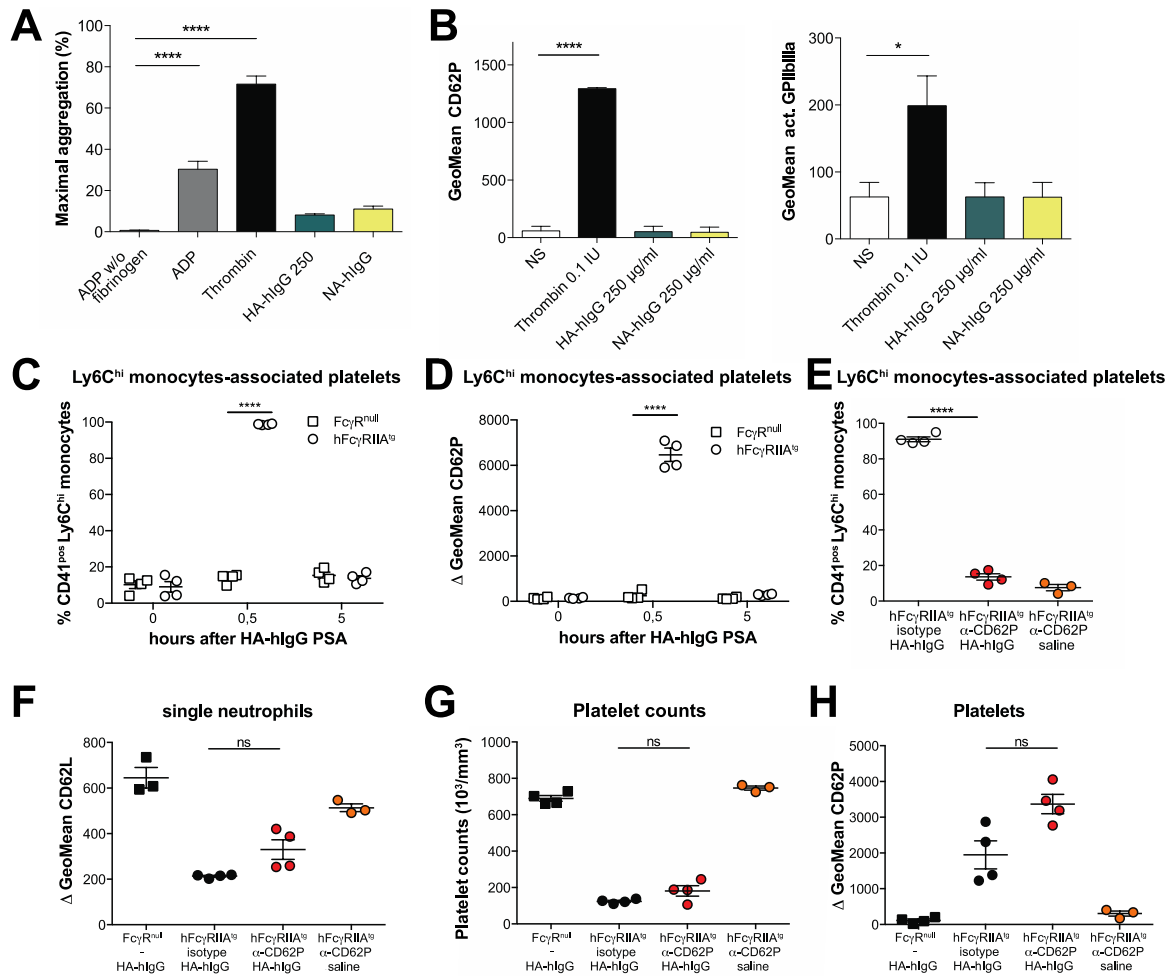 A
Maximal aggregation (%)
100
80
60
40
20
0
****
****
ADP w/o
fibrinogen
ADP
Thrombin
HA-hIgG 250
NA-hIgG
B
GeoMean CD62P
1500
1000
500
0
****
NS
Thrombin 0.1 IU
HA-hIgG 250 µg/ml
NA-hIgG 250 µg/ml
GeoMean act. GPIIbIIIa
300
200
100
0
*
NS
Thrombin 0.1 IU
HA-hIgG 250 µg/ml
NA-hIgG 250 µg/ml
C
Ly6Chi monocytes-associated platelets
% CD41pos Ly6Chi monocytes
100
80
60
40
20
0
****
FcγRnull
hFcγRIIAtg
0
0,5
5
hours after HA-hIgG PSA
D
Ly6Chi monocytes-associated platelets
Δ GeoMean CD62P
8000
6000
4000
2000
0
****
FcγRnull
hFcγRIIAtg
0
0,5
5
hours after HA-hIgG PSA
E
Ly6Chi monocytes-associated platelets
% CD41pos Ly6Chi monocytes
100
80
60
40
20
0
****
hFcγRIIAtg
isotype
HA-hIgG
hFcγRIIAtg
α-CD62P
HA-hIgG
hFcγRIIAtg
α-CD62P
saline
F
single neutrophils
Δ GeoMean CD62L
800
600
400
200
0
ns
FcγRnull
-
HA-hIgG
hFcγRIIAtg
isotype
HA-hIgG
hFcγRIIAtg
α-CD62P
HA-hIgG
hFcγRIIAtg
α-CD62P
saline
G
Platelet counts
Platelet counts (10³/mm³)
1000
800
600
400
200
0
ns
FcγRnull
-
HA-hIgG
hFcγRIIAtg
isotype
HA-hIgG
hFcγRIIAtg
α-CD62P
HA-hIgG
hFcγRIIAtg
α-CD62P
saline
H
Platelets
Δ GeoMean CD62P
5000
4000
3000
2000
1000
0
ns
FcγRnull
-
HA-hIgG
hFcγRIIAtg
isotype
HA-hIgG
hFcγRIIAtg
α-CD62P
HA-hIgG
hFcγRIIAtg
α-CD62P
saline